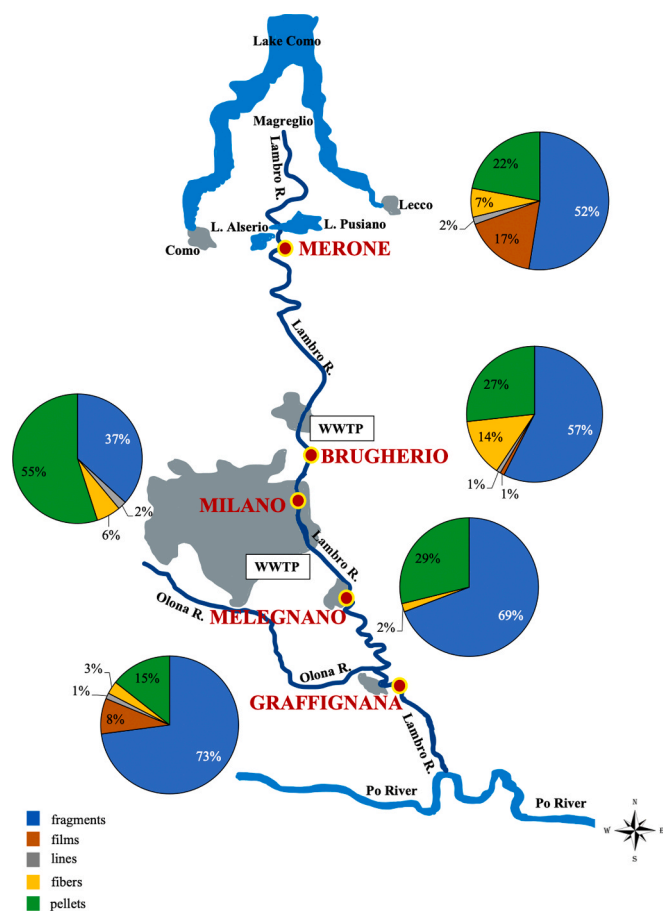 Lake Como
Magreglio
Lambro R.
Lecco
L. Alserio
L. Pusiano
Como
MERONE
22%
7%
2%
17%
52%
Lambro R.
WWTP
BRUGHERIO
27%
14%
1%
1%
57%
37%
55%
2%
6%
MILANO
WWTP
Lambro R.
MELEGNANO
29%
2%
69%
Olona R.
Olona R.
GRAFFIGNANA
Lambro R.
3%
15%
1%
8%
73%
Po River
Po River
N
W
E
S
fragments
films
lines
fibers
pellets